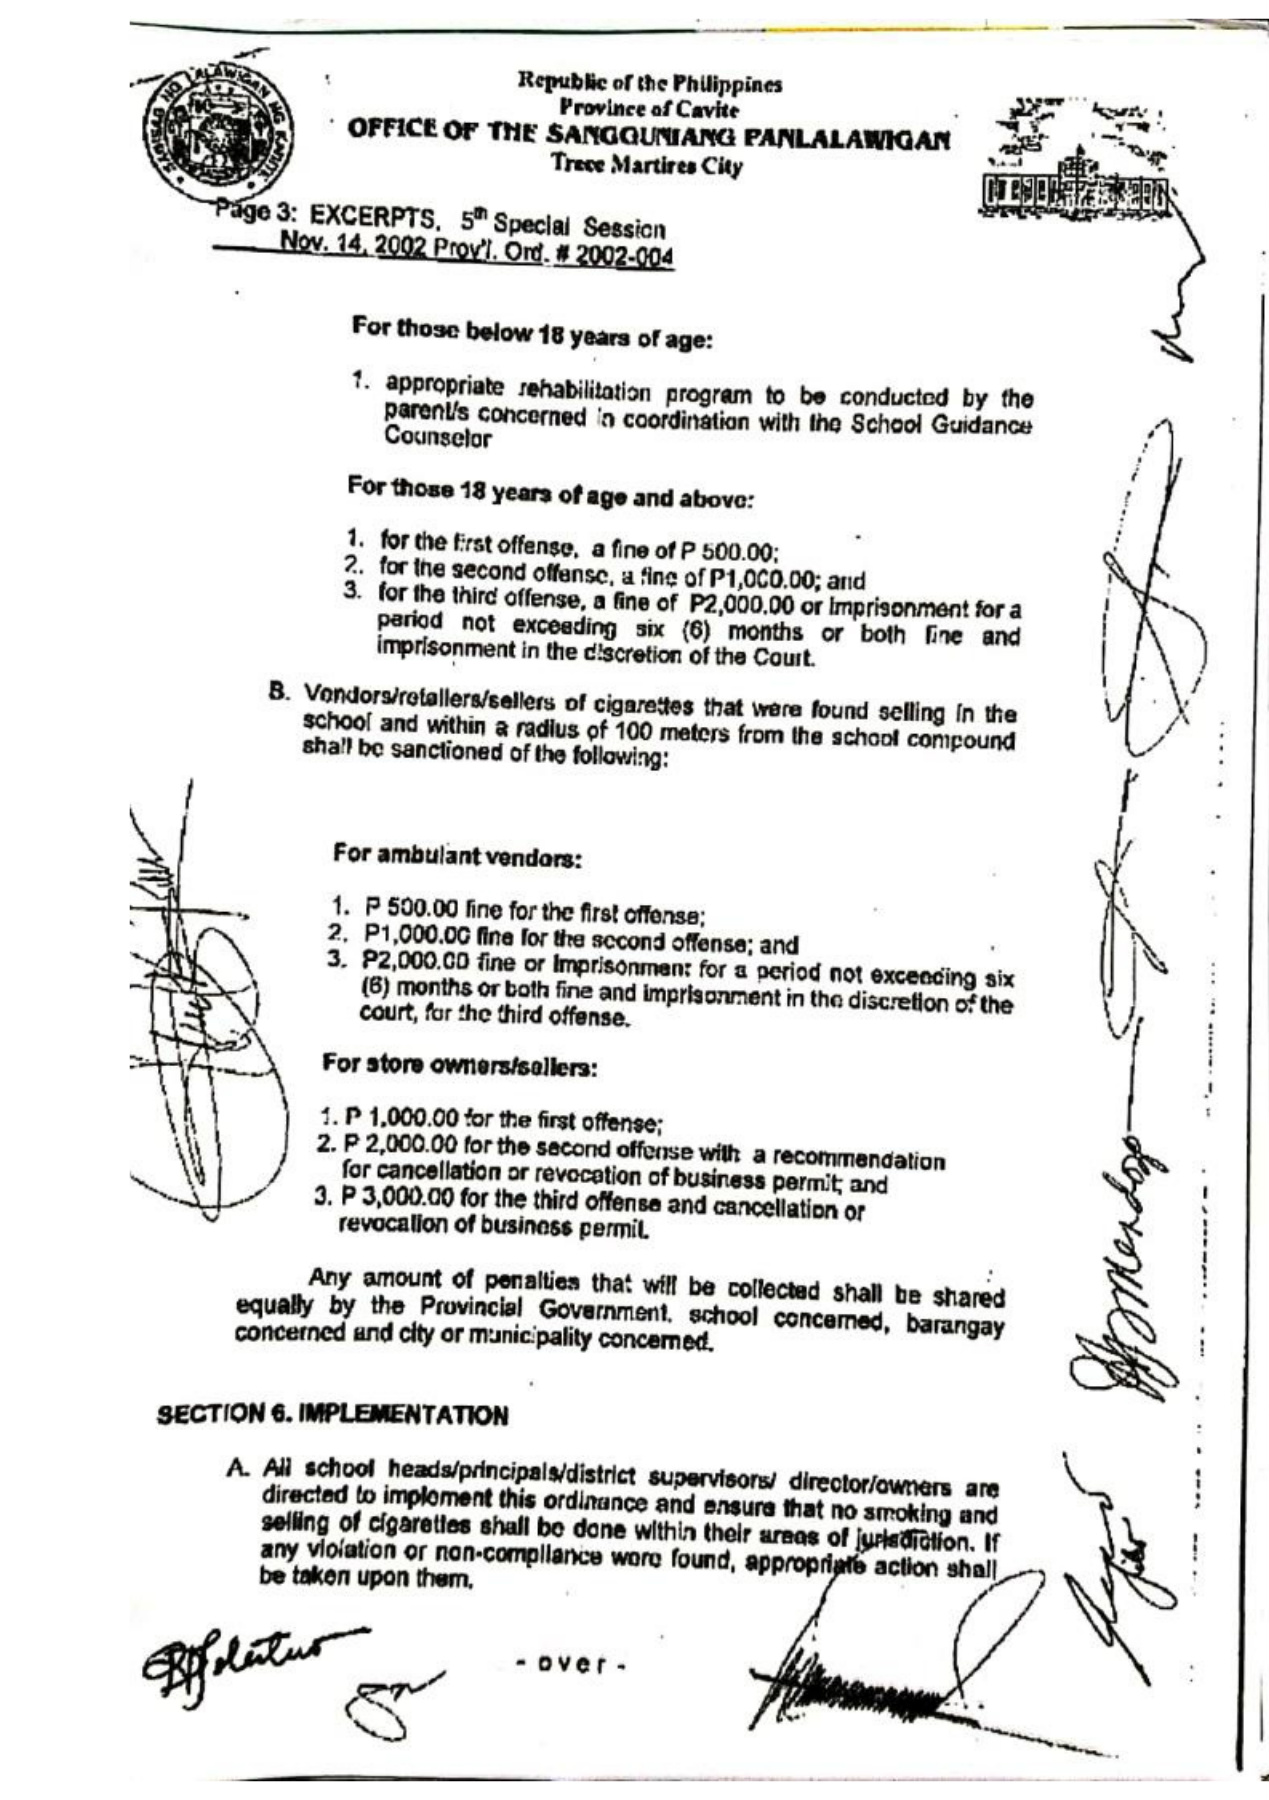 Republic of the Philippines
Province of Cavite
OFFICE OF THE SANGGUNIANG PANLALAWIGAN
Trece Martires City
Page 3: EXCERPTS, 5th Special Session
Nov. 14, 2002 Prov'l. Ord. # 2002-004
For those below 18 years of age:
1. appropriate rehabilitation program to be conducted by the
parent/s concerned in coordination with the School Guidance
Counselor
For those 18 years of age and above:
1. for the first offense, a fine of P 500.00;
2. for the second offense, a fine of P1,000.00; and
3. for the third offense, a fine of P2,000.00 or Imprisonment for a
period not exceeding six (6) months or both fine and
imprisonment in the discretion of the Court.
B. Vendors/retailers/sellers of cigarettes that were found selling in the
school and within a radius of 100 meters from the school compound
shall be sanctioned of the following:
For ambulant vendors:
1. P 500.00 fine for the first offense;
2. P1,000.00 fine for the second offense; and
3. P2,000.00 fine or Imprisonment for a period not exceeding six
(6) months or both fine and imprisonment in the discretion of the
court, for the third offense.
For store owners/sellers:
1. P 1,000.00 for the first offense;
2. P 2,000.00 for the second offense with a recommendation
for cancellation or revocation of business permit; and
3. P 3,000.00 for the third offense and cancellation or
revocation of business permit.
Any amount of penalties that will be collected shall be shared
equally by the Provincial Government, school concerned, barangay
concerned and city or municipality concerned.
SECTION 6. IMPLEMENTATION
A. All school heads/principals/district supervisors/ director/owners are
directed to implement this ordinance and ensure that no smoking and
selling of cigarettes shall be done within their areas of jurisdiction. If
any violation or non-compliance were found, appropriate action shall
be taken upon them.
- over -